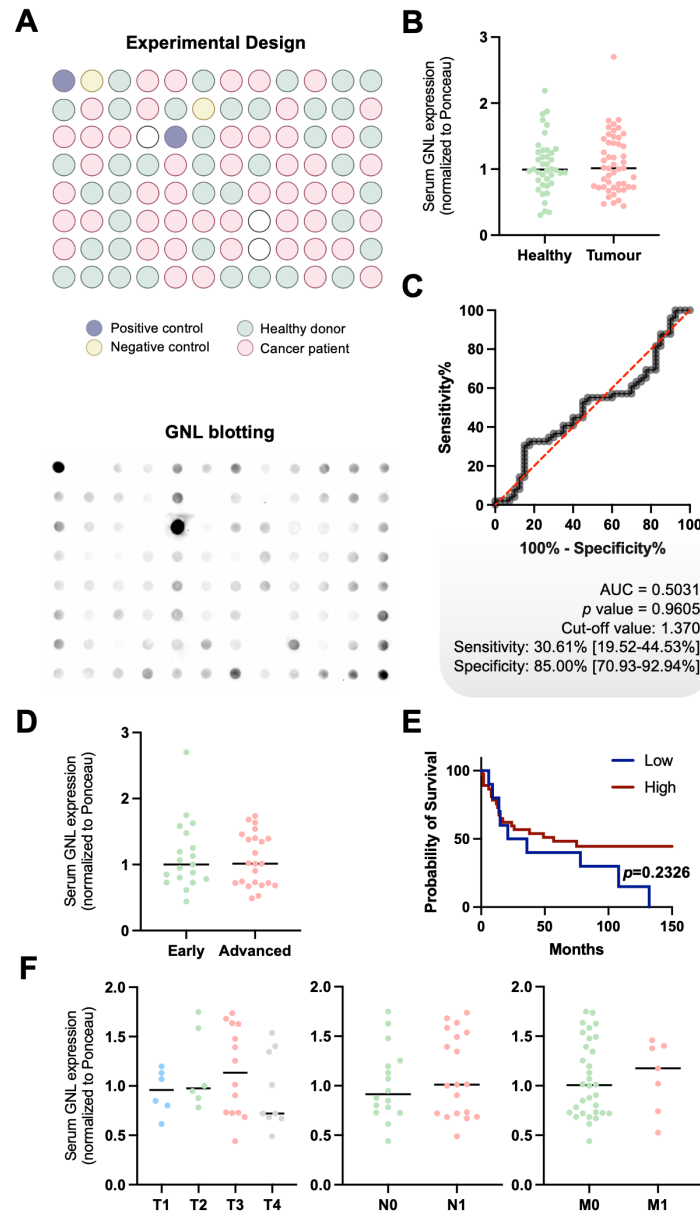 A
Experimental Design
Positive control
Healthy donor
Negative control
Cancer patient
GNL blotting
B
Serum GNL expression
(normalized to Ponceau)
3
2
1
0
Healthy
Tumour
C
Sensitivity%
100
80
60
40
20
0
0
20
40
60
80
100
100% - Specificity%
AUC = 0.5031
p value = 0.9605
Cut-off value: 1.370
Sensitivity: 30.61% [19.52-44.53%]
Specificity: 85.00% [70.93-92.94%]
D
Serum GNL expression
(normalized to Ponceau)
3
2
1
0
Early
Advanced
E
Probability of Survival
100
50
0
Low
High
p=0.2326
0
50
100
150
Months
F
Serum GNL expression
(normalized to Ponceau)
2.0
1.5
1.0
0.5
0.0
T1
T2
T3
T4
2.0
1.5
1.0
0.5
0.0
N0
N1
2.0
1.5
1.0
0.5
0.0
M0
M1